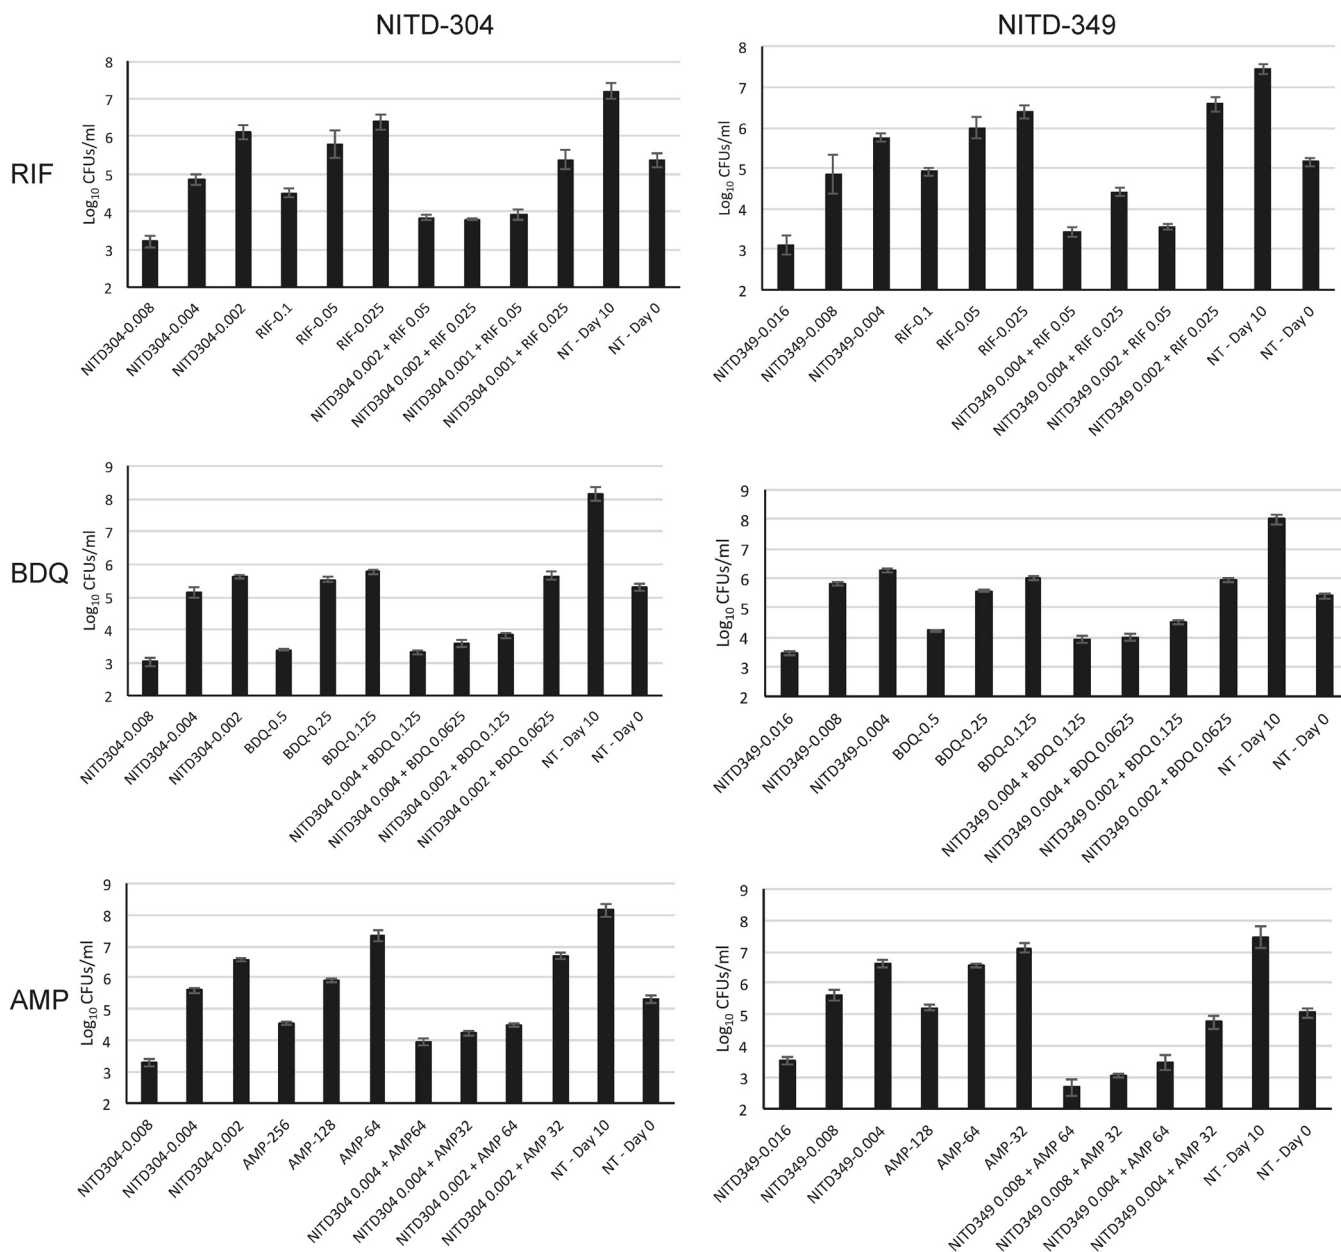 NITD-304
NITD-349
RIF
Log10 CFUs/ml
8
7
6
5
4
3
2
NITD304-0.008
NITD304-0.004
NITD304-0.002
RIF-0.1
RIF-0.05
RIF-0.025
NITD304 0.002 + RIF 0.05
NITD304 0.002 + RIF 0.025
NITD304 0.001 + RIF 0.05
NITD304 0.001 + RIF 0.025
NT - Day 10
NT - Day 0
Log10 CFUs/ml
8
7
6
5
4
3
2
NITD349-0.016
NITD349-0.008
NITD349-0.004
RIF-0.1
RIF-0.05
RIF-0.025
NITD349 0.004 + RIF 0.05
NITD349 0.004 + RIF 0.025
NITD349 0.002 + RIF 0.05
NITD349 0.002 + RIF 0.025
NT - Day 10
NT - Day 0
BDQ
Log10 CFUs/ml
9
8
7
6
5
4
3
2
NITD304-0.008
NITD304-0.004
NITD304-0.002
BDQ-0.5
BDQ-0.25
BDQ-0.125
NITD304 0.004 + BDQ 0.125
NITD304 0.004 + BDQ 0.0625
NITD304 0.002 + BDQ 0.125
NITD304 0.002 + BDQ 0.0625
NT - Day 10
NT - Day 0
Log10 CFUs/ml
9
8
7
6
5
4
3
2
NITD349-0.016
NITD349-0.008
NITD349-0.004
BDQ-0.5
BDQ-0.25
BDQ-0.125
NITD349 0.004 + BDQ 0.125
NITD349 0.004 + BDQ 0.0625
NITD349 0.002 + BDQ 0.125
NITD349 0.002 + BDQ 0.0625
NT - Day 10
NT - Day 0
AMP
Log10 CFUs/ml
9
8
7
6
5
4
3
2
NITD304-0.008
NITD304-0.004
NITD304-0.002
AMP-256
AMP-128
AMP-64
NITD304 0.004 + AMP64
NITD304 0.004 + AMP32
NITD304 0.002 + AMP 64
NITD304 0.002 + AMP 32
NT - Day 10
NT - Day 0
Log10 CFUs/ml
9
8
7
6
5
4
3
2
NITD349-0.016
NITD349-0.008
NITD349-0.004
AMP-128
AMP-64
AMP-32
NITD349 0.008 + AMP 64
NITD349 0.008 + AMP 32
NITD349 0.004 + AMP 64
NITD349 0.004 + AMP 32
NT - Day 10
NT - Day 0